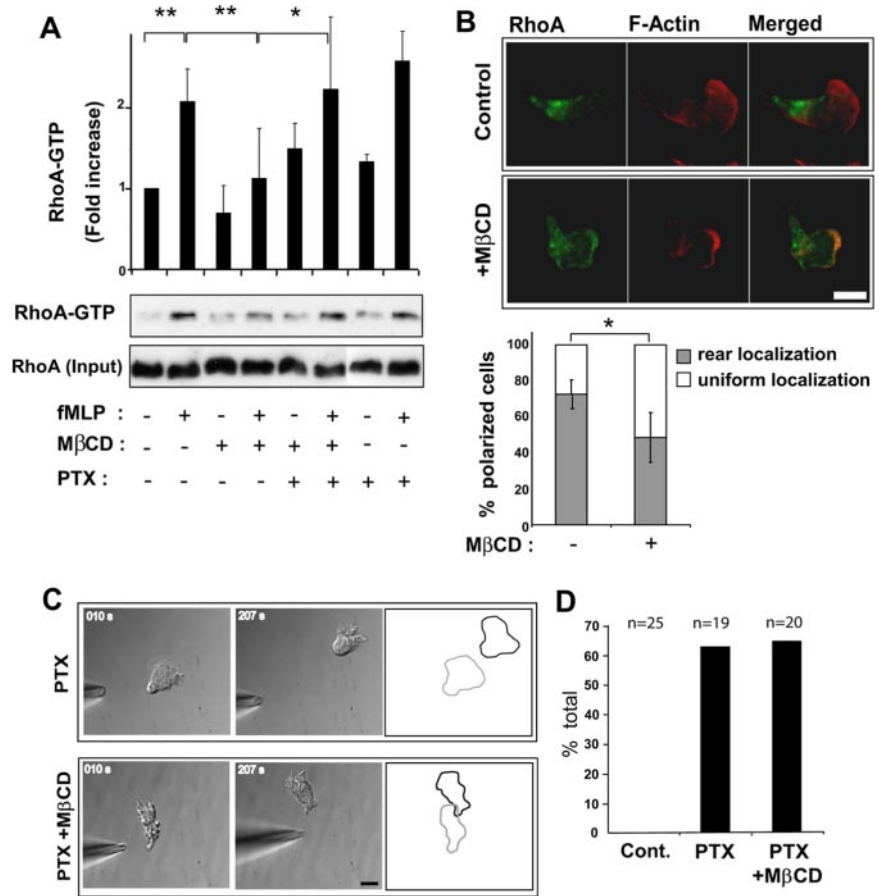 A
** ** *
2
1
0
RhoA-GTP
(Fold increase)
RhoA-GTP
RhoA (Input)
fMLP : - + - + - + - +
MβCD : - - + + + + - -
PTX : - - - - + + + +
B
RhoA F-Actin Merged
Control
+MβCD
*
100
80
60
40
20
0
% polarized cells
rear localization
uniform localization
MβCD : - +
C
PTX
010 s 207 s
PTX +MβCD
010 s 207 s
D
n=25 n=19 n=20
70
60
50
40
30
20
10
0
% total
Cont. PTX PTX
+MβCD